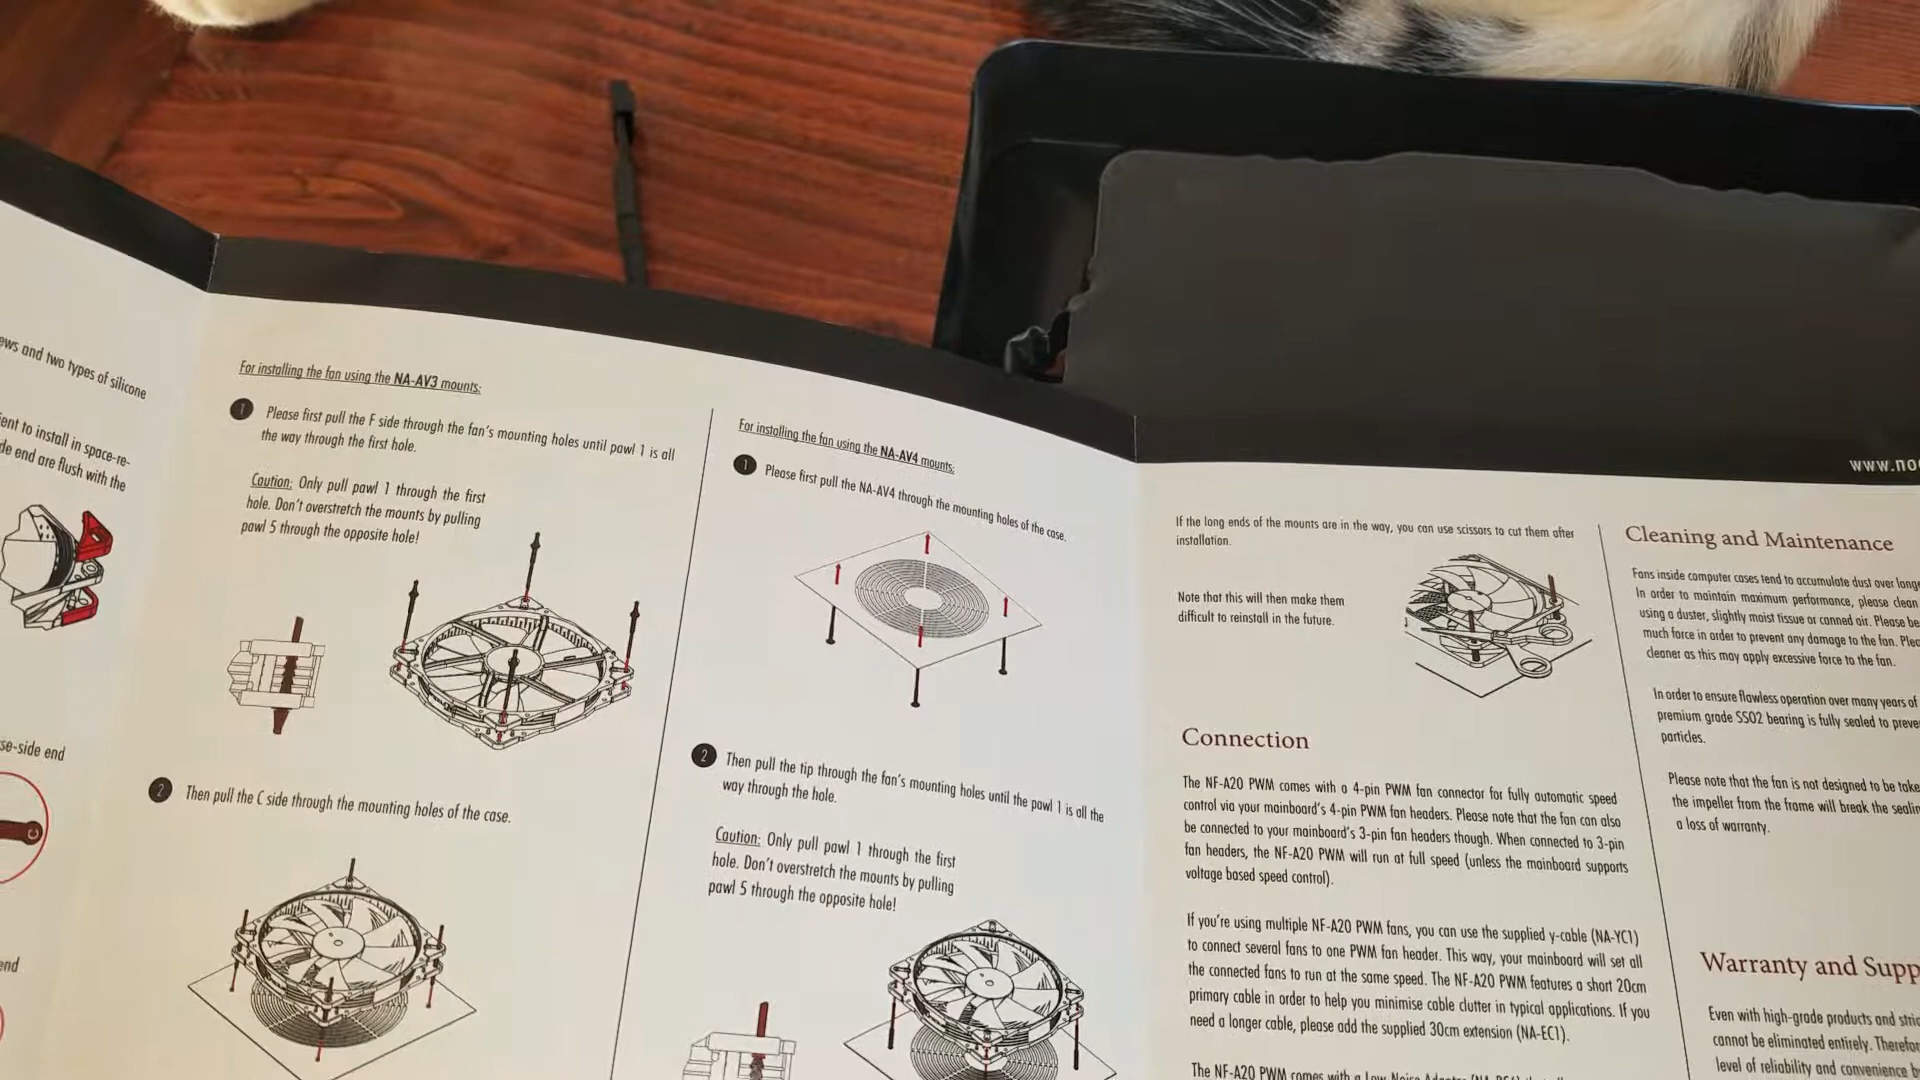 ews and two types of silicone
ent to install in space-re-
de end are flush with the
se-side end
end
For installing the fan using the NA-AV3 mounts:
1 Please first pull the F side through the fan's mounting holes until pawl 1 is all
the way through the first hole.
Caution: Only pull pawl 1 through the first
hole. Don't overstretch the mounts by pulling
pawl 5 through the opposite hole!
2 Then pull the C side through the mounting holes of the case.
For installing the fan using the NA-AV4 mounts:
1 Please first pull the NA-AV4 through the mounting holes of the case.
2 Then pull the tip through the fan's mounting holes until the pawl 1 is all the
way through the hole.
Caution: Only pull pawl 1 through the first
hole. Don't overstretch the mounts by pulling
pawl 5 through the opposite hole!
www.noc
If the long ends of the mounts are in the way, you can use scissors to cut them after
installation.
Note that this will then make them
difficult to reinstall in the future.
Connection
The NF-A20 PWM comes with a 4-pin PWM fan connector for fully automatic speed
control via your mainboard's 4-pin PWM fan headers. Please note that the fan can also
be connected to your mainboard's 3-pin fan headers though. When connected to 3-pin
fan headers, the NF-A20 PWM will run at full speed (unless the mainboard supports
voltage based speed control).
If you're using multiple NF-A20 PWM fans, you can use the supplied y-cable (NA-YC1)
to connect several fans to one PWM fan header. This way, your mainboard will set all
the connected fans to run at the same speed. The NF-A20 PWM features a short 20cm
primary cable in order to help you minimise cable clutter in typical applications. If you
need a longer cable, please add the supplied 30cm extension (NA-EC1).
The NF-A20 PWM comes with a Low-Noise Adaptor
Cleaning and Maintenance
Fans inside computer cases tend to accumulate dust over longe
In order to maintain maximum performance, please clean
using a duster, slightly moist tissue or canned air. Please be
much force in order to prevent any damage to the fan. Plea
cleaner as this may apply excessive force to the fan.
In order to ensure flawless operation over many years of
premium grade SSO2 bearing is fully sealed to preve
particles.
Please note that the fan is not designed to be take
the impeller from the frame will break the sealin
a loss of warranty.
Warranty and Supp
Even with high-grade products and stric
cannot be eliminated entirely. Therefor
level of reliability and convenience b